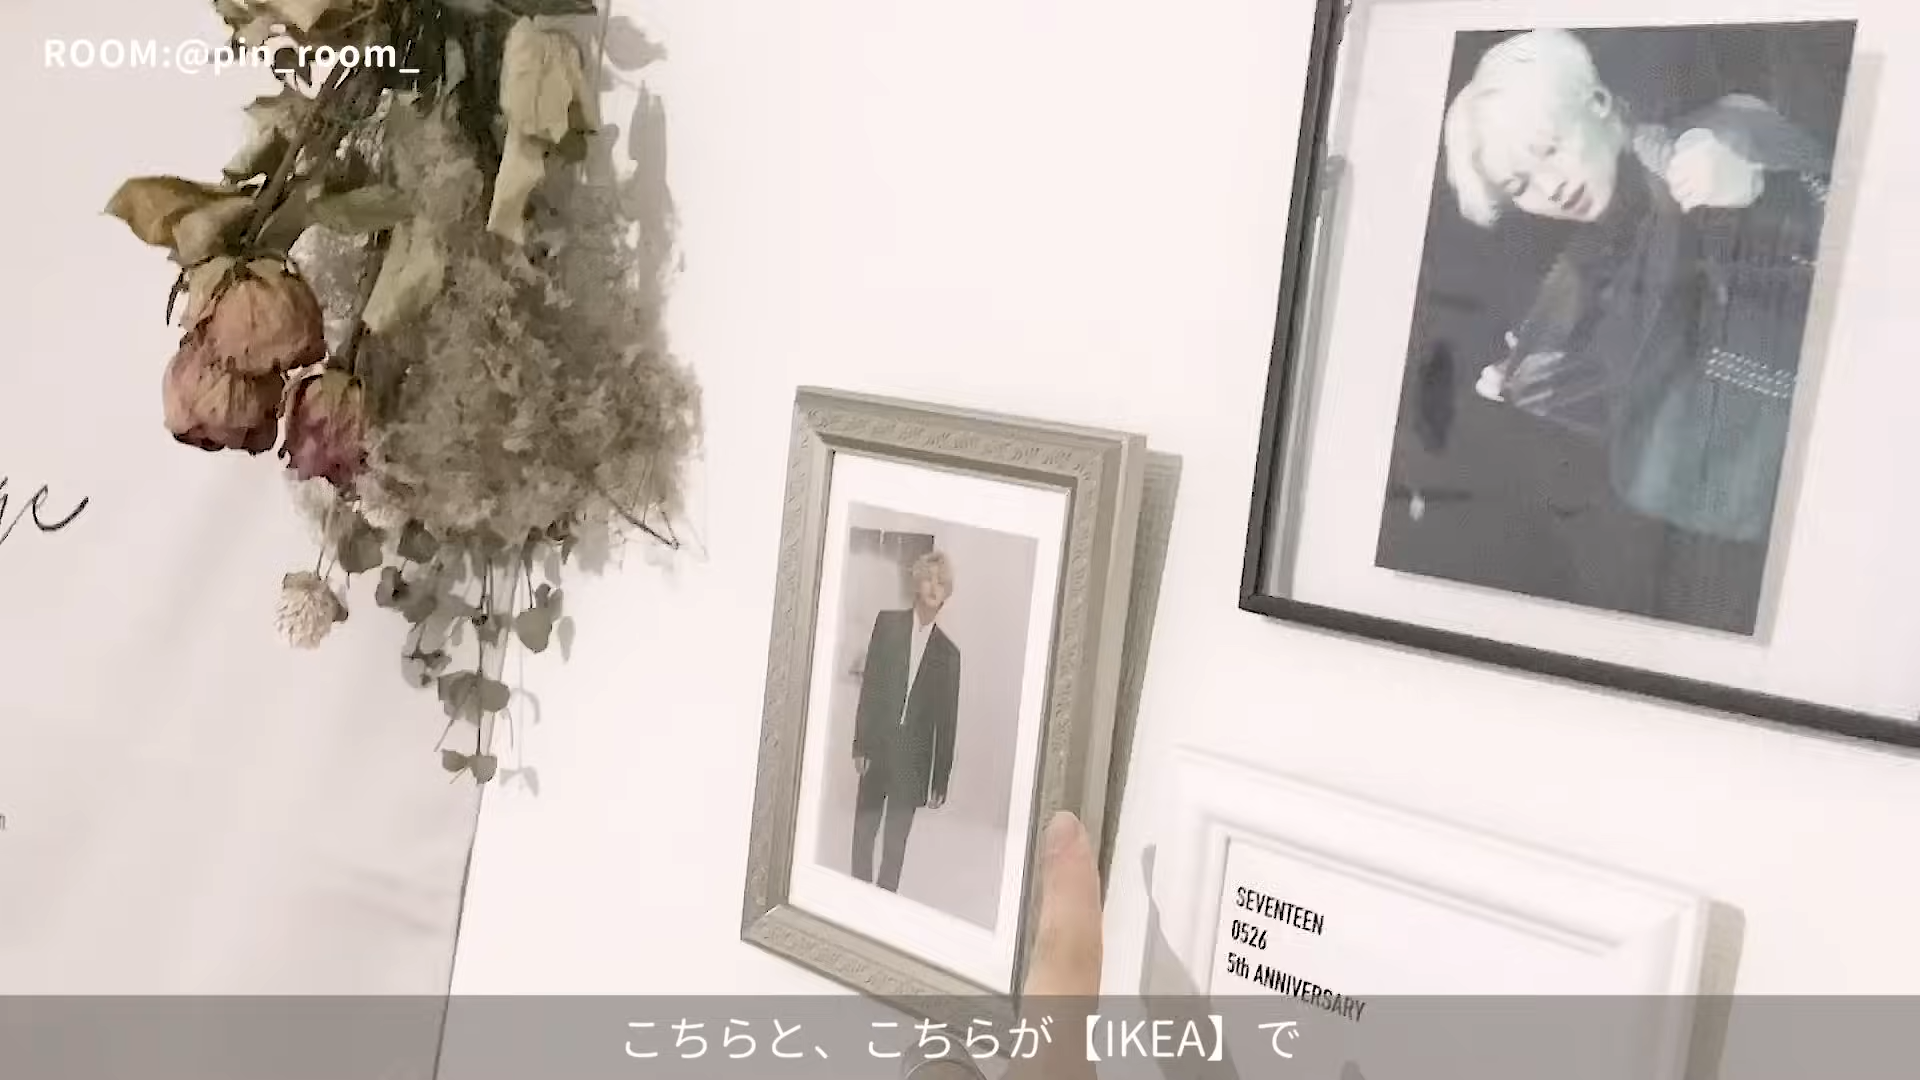 ROOM:@pin_room_
SEVENTEEN
0526
5th ANNIVERSARY
こちらと、こちらが【IKEA】で